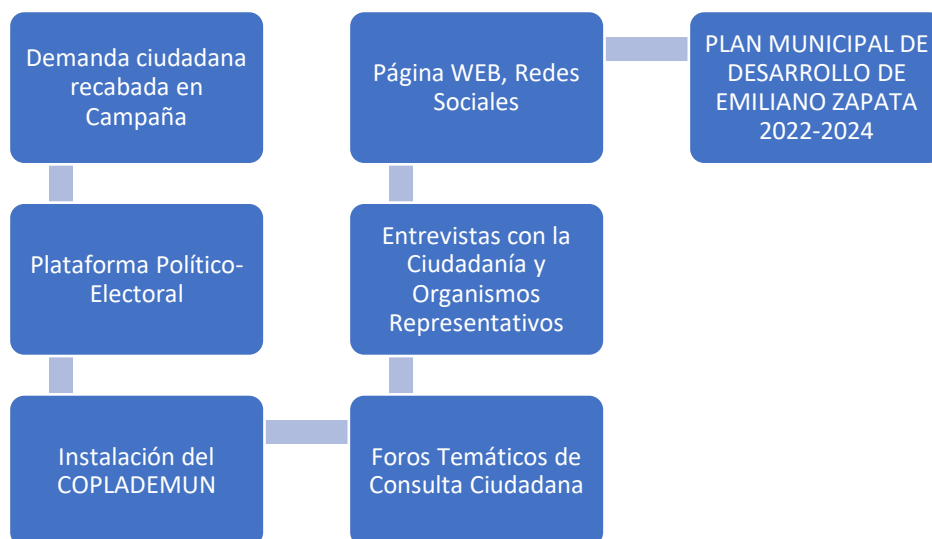 Demanda ciudadana
recabada en
Campaña
Plataforma Político-
Electoral
Instalación del
COPLADEMUN
Foros Temáticos de
Consulta Ciudadana
Entrevistas con la
Ciudadanía y
Organismos
Representativos
Página WEB, Redes
Sociales
PLAN MUNICIPAL DE
DESARROLLO DE
EMILIANO ZAPATA
2022-2024